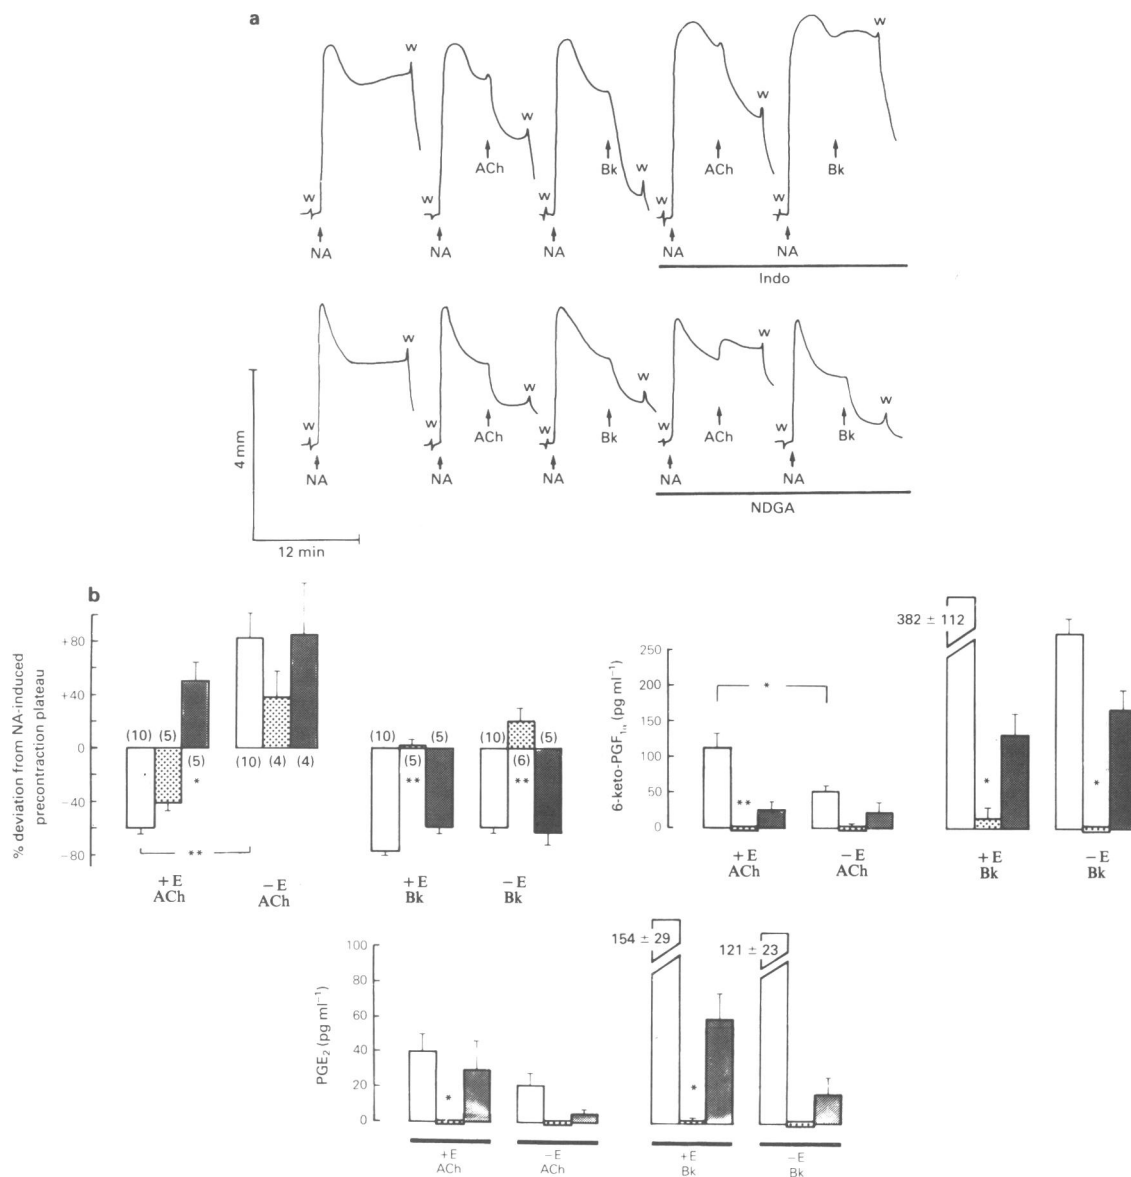 a
W W W W W
W ACh Bk W W ACh W Bk
W W W W W
NA NA NA NA NA
Indo
W W W W W
ACh Bk ACh Bk
W W W W W
NA NA NA NA NA
NDGA
4 mm
12 min
b
% deviation from NA-induced
precontraction plateau
+80
+40
0
−40
−80
(10) (5) (5) *
(10) (4) (4)
**
(10) (5) ** (5)
(10) (6) ** (5)
+E
ACh
−E
ACh
+E
Bk
−E
Bk
6-keto-PGF₁α (pg ml⁻¹)
250
200
150
100
50
0
*
**
382 ± 112
*
*
+E
ACh
−E
ACh
+E
Bk
−E
Bk
PGE₂ (pg ml⁻¹)
100
80
60
40
20
0
*
154 ± 29
*
121 ± 23
+E
ACh
−E
ACh
+E
Bk
−E
Bk